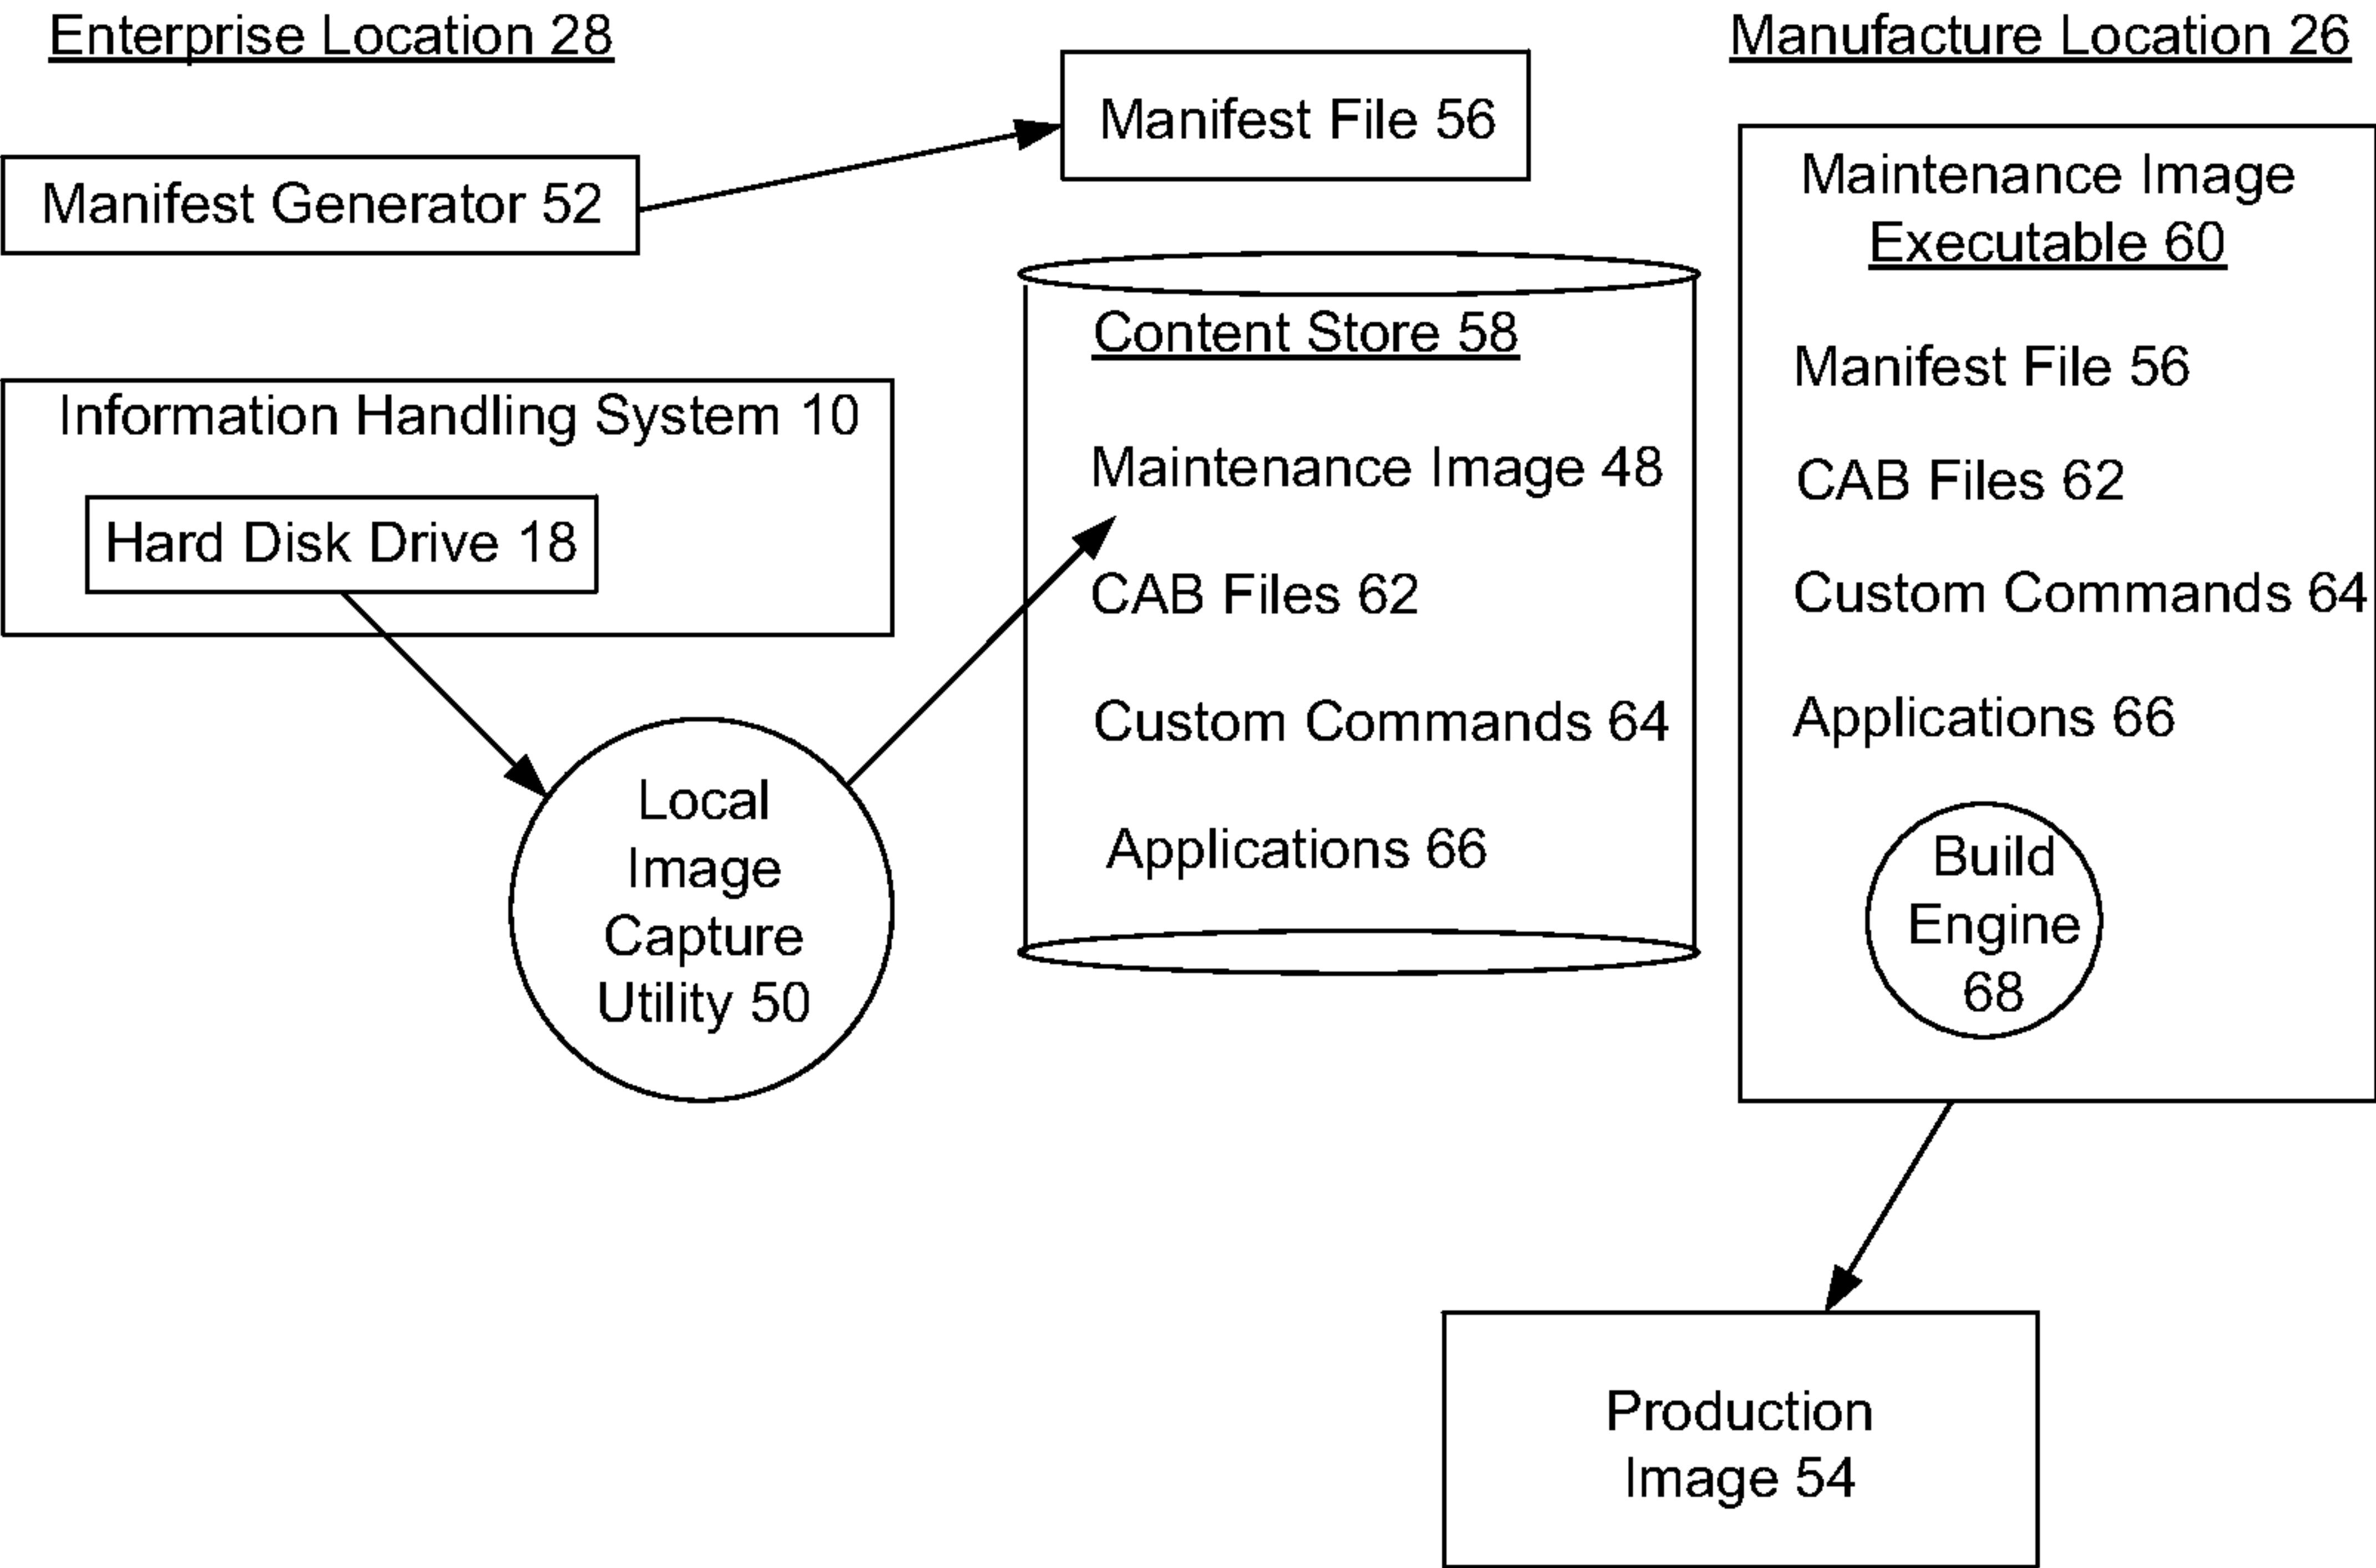 Enterprise Location 28
Manifest Generator 52
Information Handling System 10
Hard Disk Drive 18
Local
Image
Capture
Utility 50
Manifest File 56
Content Store 58
Maintenance Image 48
CAB Files 62
Custom Commands 64
Applications 66
Manufacture Location 26
Maintenance Image
Executable 60
Manifest File 56
CAB Files 62
Custom Commands 64
Applications 66
Build
Engine
68
Production
Image 54